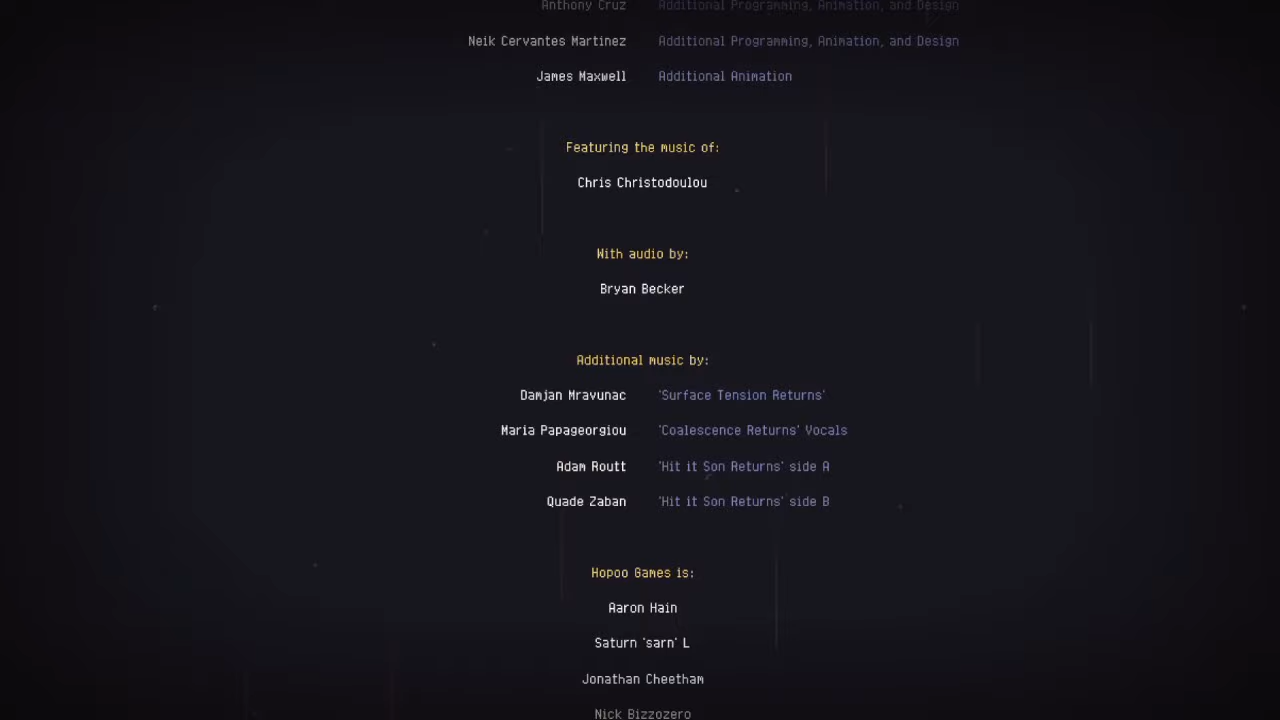 Anthony Cruz Additional Programming, Animation, and Design
Neik Cervantes Martinez Additional Programming, Animation, and Design
James Maxwell Additional Animation
Featuring the music of:
Chris Christodoulou
With audio by:
Bryan Becker
Additional music by:
Damjan Mravunac 'Surface Tension Returns'
Maria Papageorgiou 'Coalescence Returns' Vocals
Adam Routt 'Hit it Son Returns' side A
Quade Zaban 'Hit it Son Returns' side B
Hopoo Games is:
Aaron Hain
Saturn 'sarn' L
Jonathan Cheetham
Nick Bizzozero